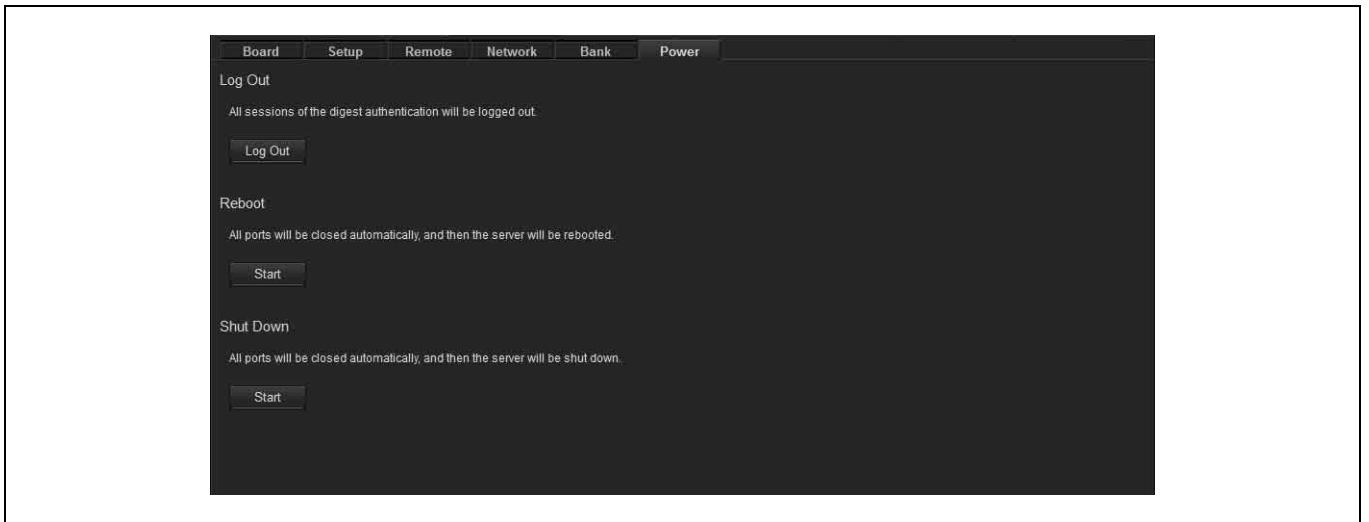 Board Setup Remote Network Bank Power
Log Out
All sessions of the digest authentication will be logged out.
Log Out
Reboot
All ports will be closed automatically, and then the server will be rebooted.
Start
Shut Down
All ports will be closed automatically, and then the server will be shut down.
Start